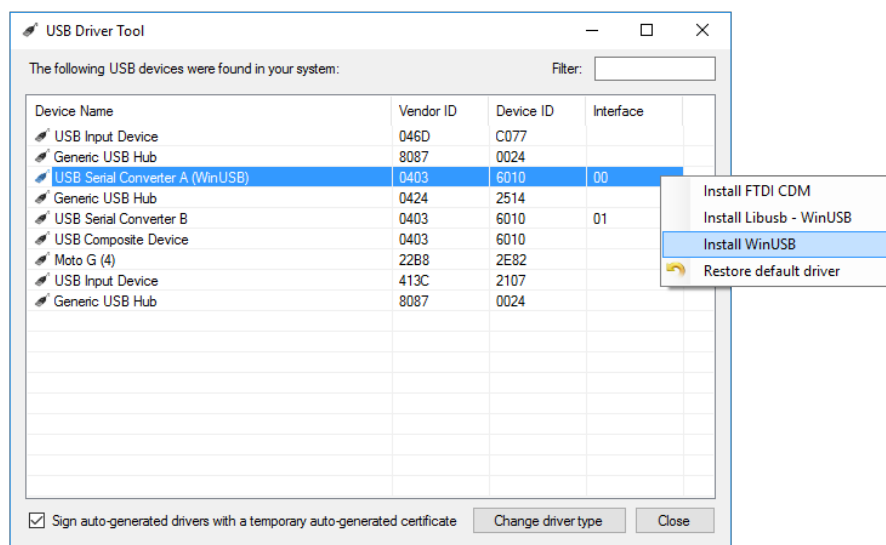 USB Driver Tool
The following USB devices were found in your system: Filter:
Device Name Vendor ID Device ID Interface
USB Input Device 046D C077
Generic USB Hub 8087 0024
USB Serial Converter A (WinUSB) 0403 6010 00
Generic USB Hub 0424 2514
USB Serial Converter B 0403 6010 01
USB Composite Device 0403 6010
Moto G (4) 22B8 2E82
USB Input Device 413C 2107
Generic USB Hub 8087 0024
Install FTDI CDM
Install Libusb - WinUSB
Install WinUSB
Restore default driver
Sign auto-generated drivers with a temporary auto-generated certificate Change driver type Close